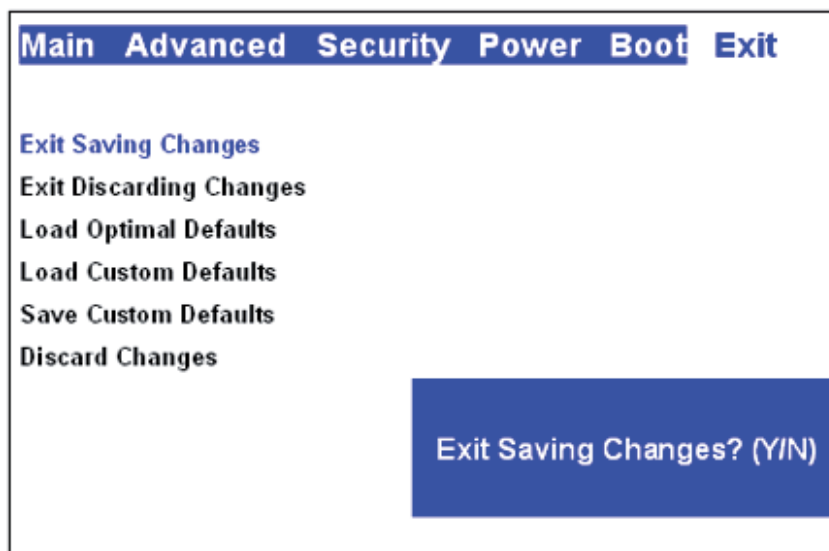 Main Advanced Security Power Boot Exit
Exit Saving Changes
Exit Discarding Changes
Load Optimal Defaults
Load Custom Defaults
Save Custom Defaults
Discard Changes
Exit Saving Changes? (Y/N)